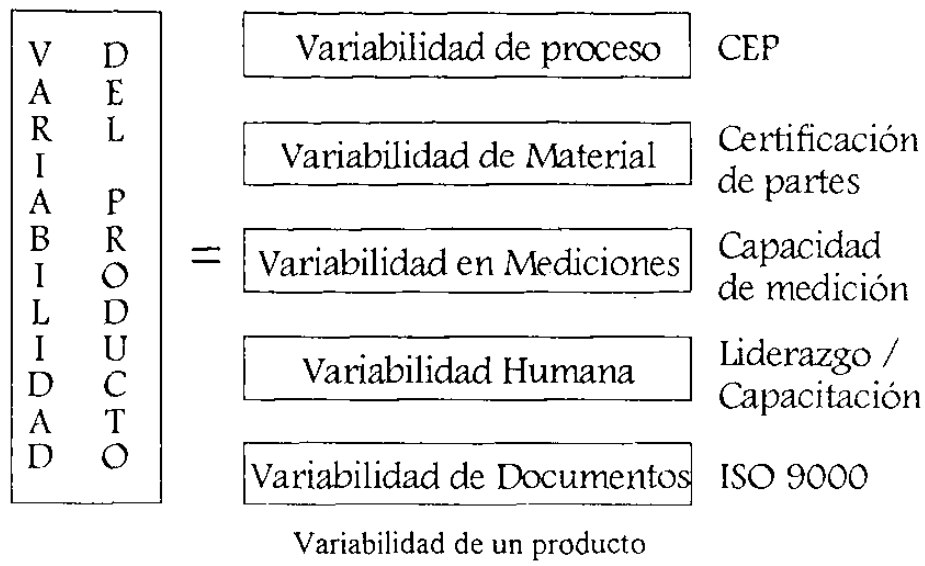 VARIABILIDAD
DEL PRODUCTO
=
Variabilidad de proceso
CEP
Variabilidad de Material
Certificación
de partes
Variabilidad en Mediciones
Capacidad
de medición
Variabilidad Humana
Liderazgo /
Capacitación
Variabilidad de Documentos
ISO 9000
Variabilidad de un producto